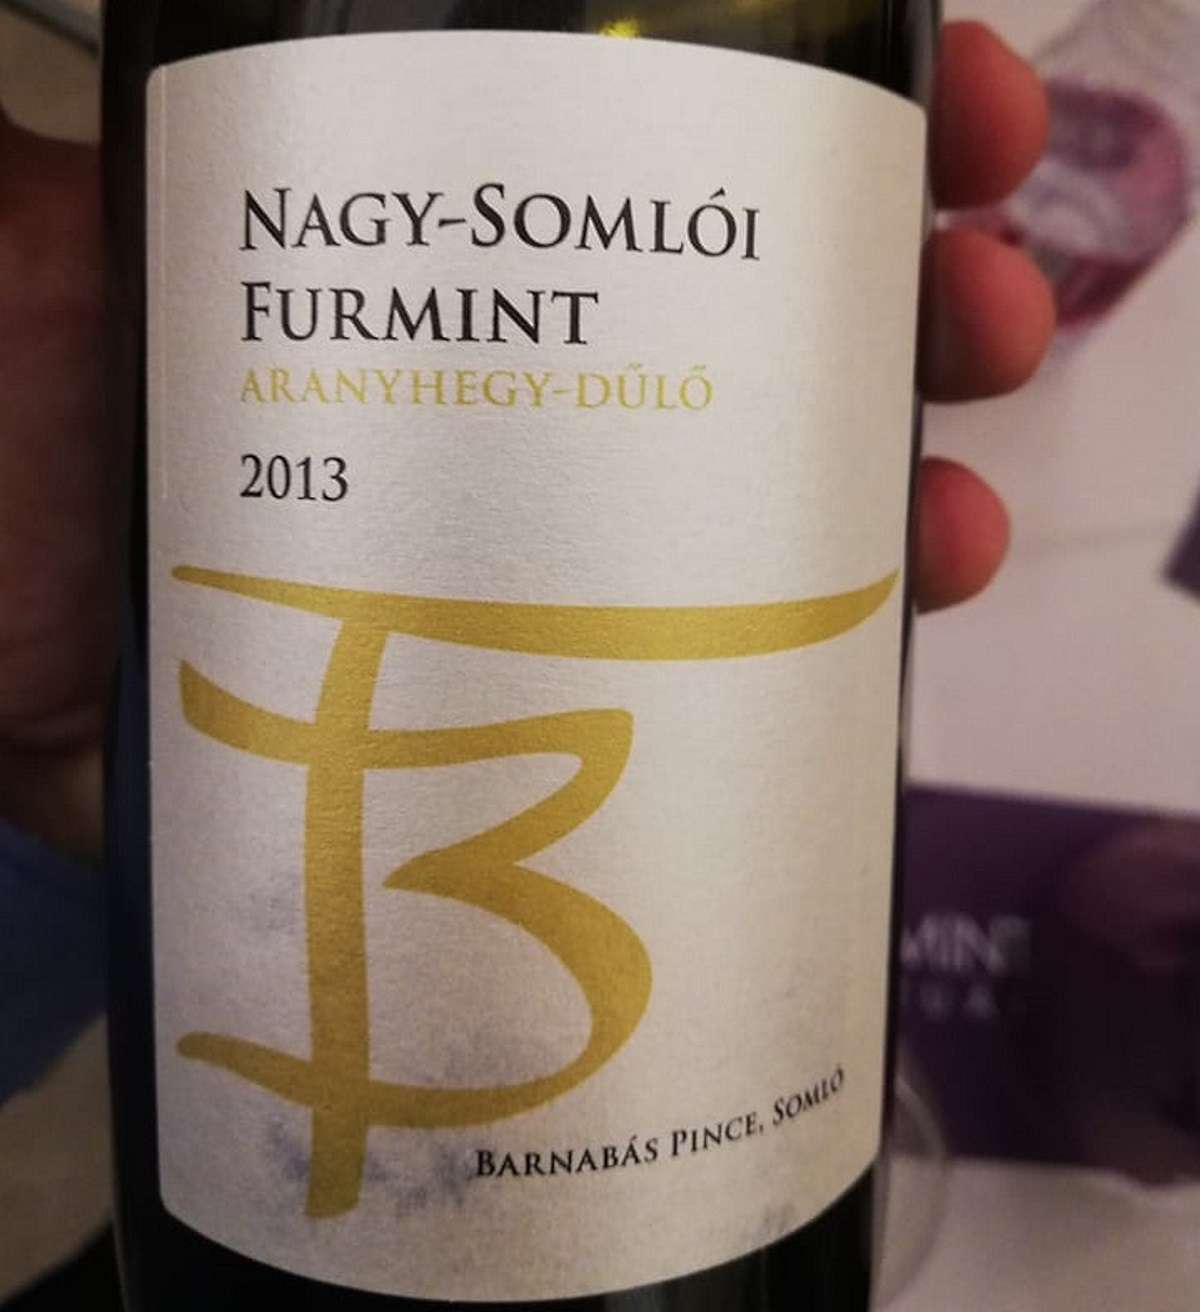 NAGY-SOMLÓI
FURMINT
ARANYHEGY-DŰLŐ
2013
BARNABÁS PINCE, SOMLÓ